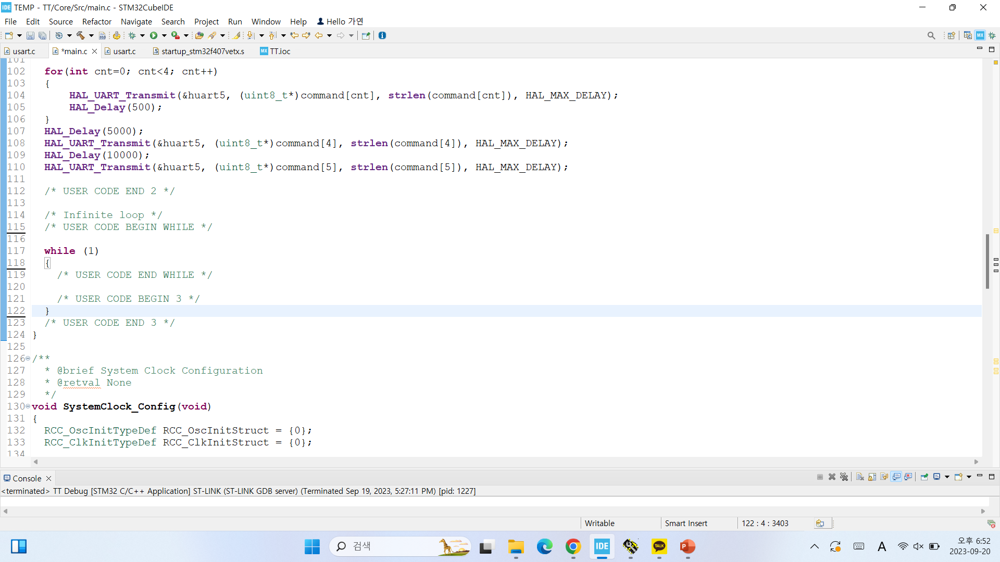 IDE TEMP - TT/Core/Src/main.c - STM32CubeIDE
File Edit Source Refactor Navigate Search Project Run Window Help Hello 가연
usart.c *main.c usart.c startup_stm32f407vetx.s MX TT.ioc
101
102 for(int cnt=0; cnt<4; cnt++)
103 {
104 HAL_UART_Transmit(&huart5, (uint8_t*)command[cnt], strlen(command[cnt]), HAL_MAX_DELAY);
105 HAL_Delay(500);
106 }
107 HAL_Delay(5000);
108 HAL_UART_Transmit(&huart5, (uint8_t*)command[4], strlen(command[4]), HAL_MAX_DELAY);
109 HAL_Delay(10000);
110 HAL_UART_Transmit(&huart5, (uint8_t*)command[5], strlen(command[5]), HAL_MAX_DELAY);
111
112 /* USER CODE END 2 */
113
114 /* Infinite loop */
115 /* USER CODE BEGIN WHILE */
116
117 while (1)
118 {
119 /* USER CODE END WHILE */
120
121 /* USER CODE BEGIN 3 */
122 }
123 /* USER CODE END 3 */
124 }
125
126 /**
127 * @brief System Clock Configuration
128 * @retval None
129 */
130 void SystemClock_Config(void)
131 {
132 RCC_OscInitTypeDef RCC_OscInitStruct = {0};
133 RCC_ClkInitTypeDef RCC_ClkInitStruct = {0};
134
Console
<terminated> TT Debug [STM32 C/C++ Application] ST-LINK (ST-LINK GDB server) (Terminated Sep 19, 2023, 5:27:11 PM) [pid: 1227]
Writable Smart Insert 122 : 4 : 3403
검색 IDE TALK P A 오후 6:52
2023-09-20